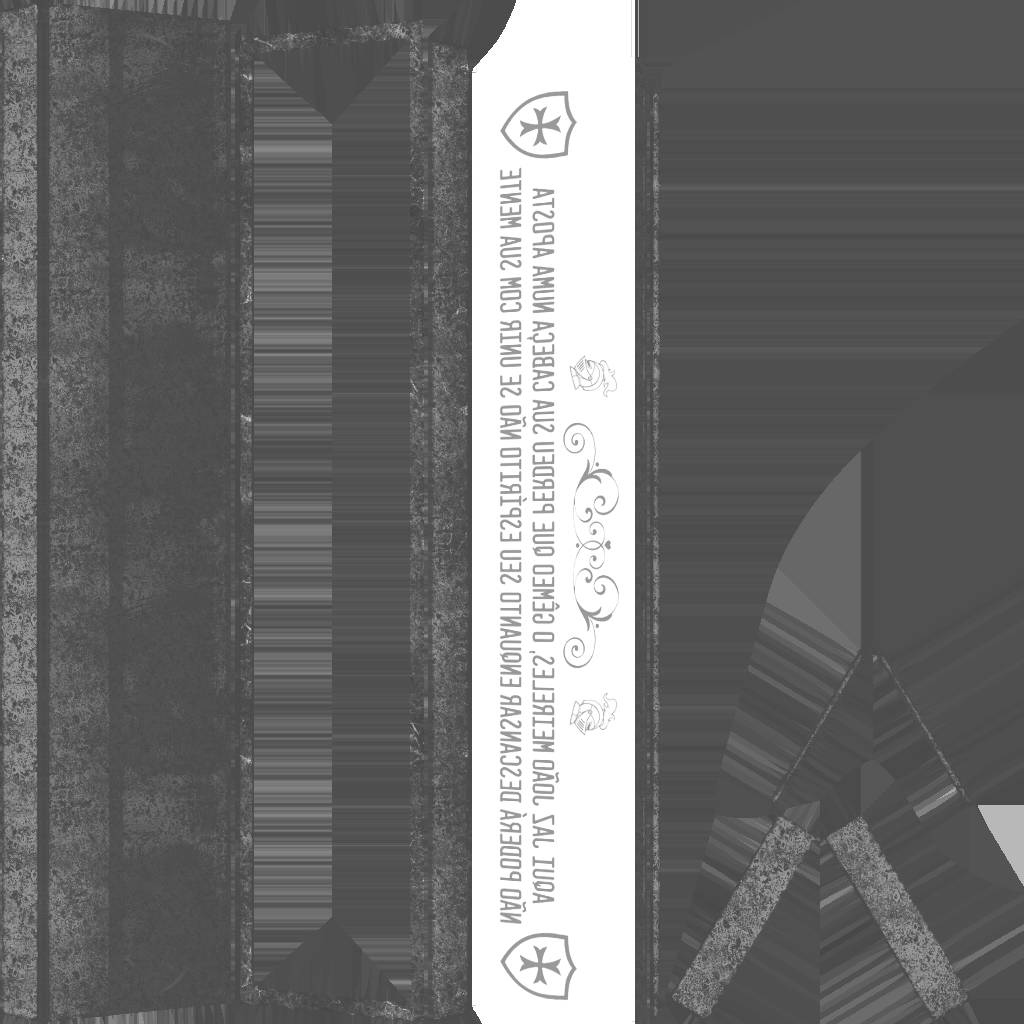 AQUI JAZ JOÃO MEIRELES, O GÊMEO QUE PERDEU SUA CABEÇA NUMA APOSTA
NÃO PODERÁ DESCANSAR ENQUANTO SEU ESPÍRITO NÃO SE UNIR COM SUA MENTE